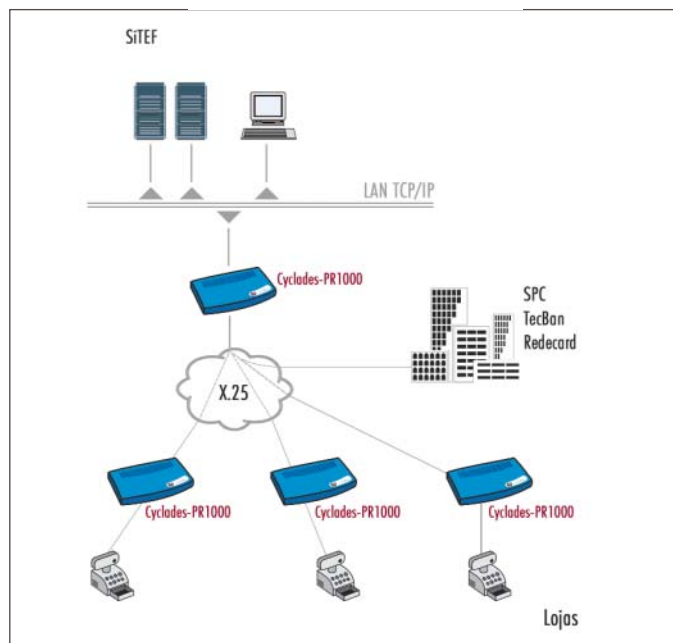 SiTEF
LAN TCP/IP
Cyclades-PR1000
SPC
TecBan
Redecard
X.25
Cyclades-PR1000
Cyclades-PR1000
Cyclades-PR1000
Lojas